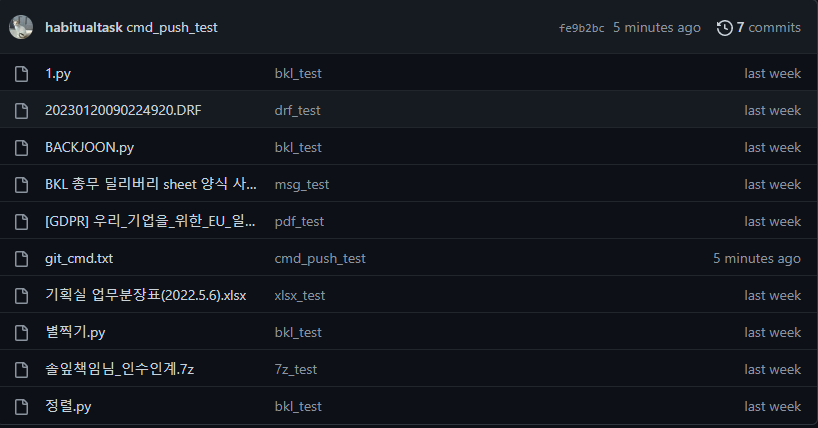 habitualtask cmd_push_test fe9b2bc 5 minutes ago 7 commits
1.py bkl_test last week
20230120090224920.DRF drf_test last week
BACKJOON.py bkl_test last week
BKL 총무 딜리버리 sheet 양식 사... msg_test last week
[GDPR] 우리_기업을_위한_EU_일... pdf_test last week
git_cmd.txt cmd_push_test 5 minutes ago
기획실 업무분장표(2022.5.6).xlsx xlsx_test last week
별찍기.py bkl_test last week
솔잎책임님_인수인계.7z 7z_test last week
정렬.py bkl_test last week